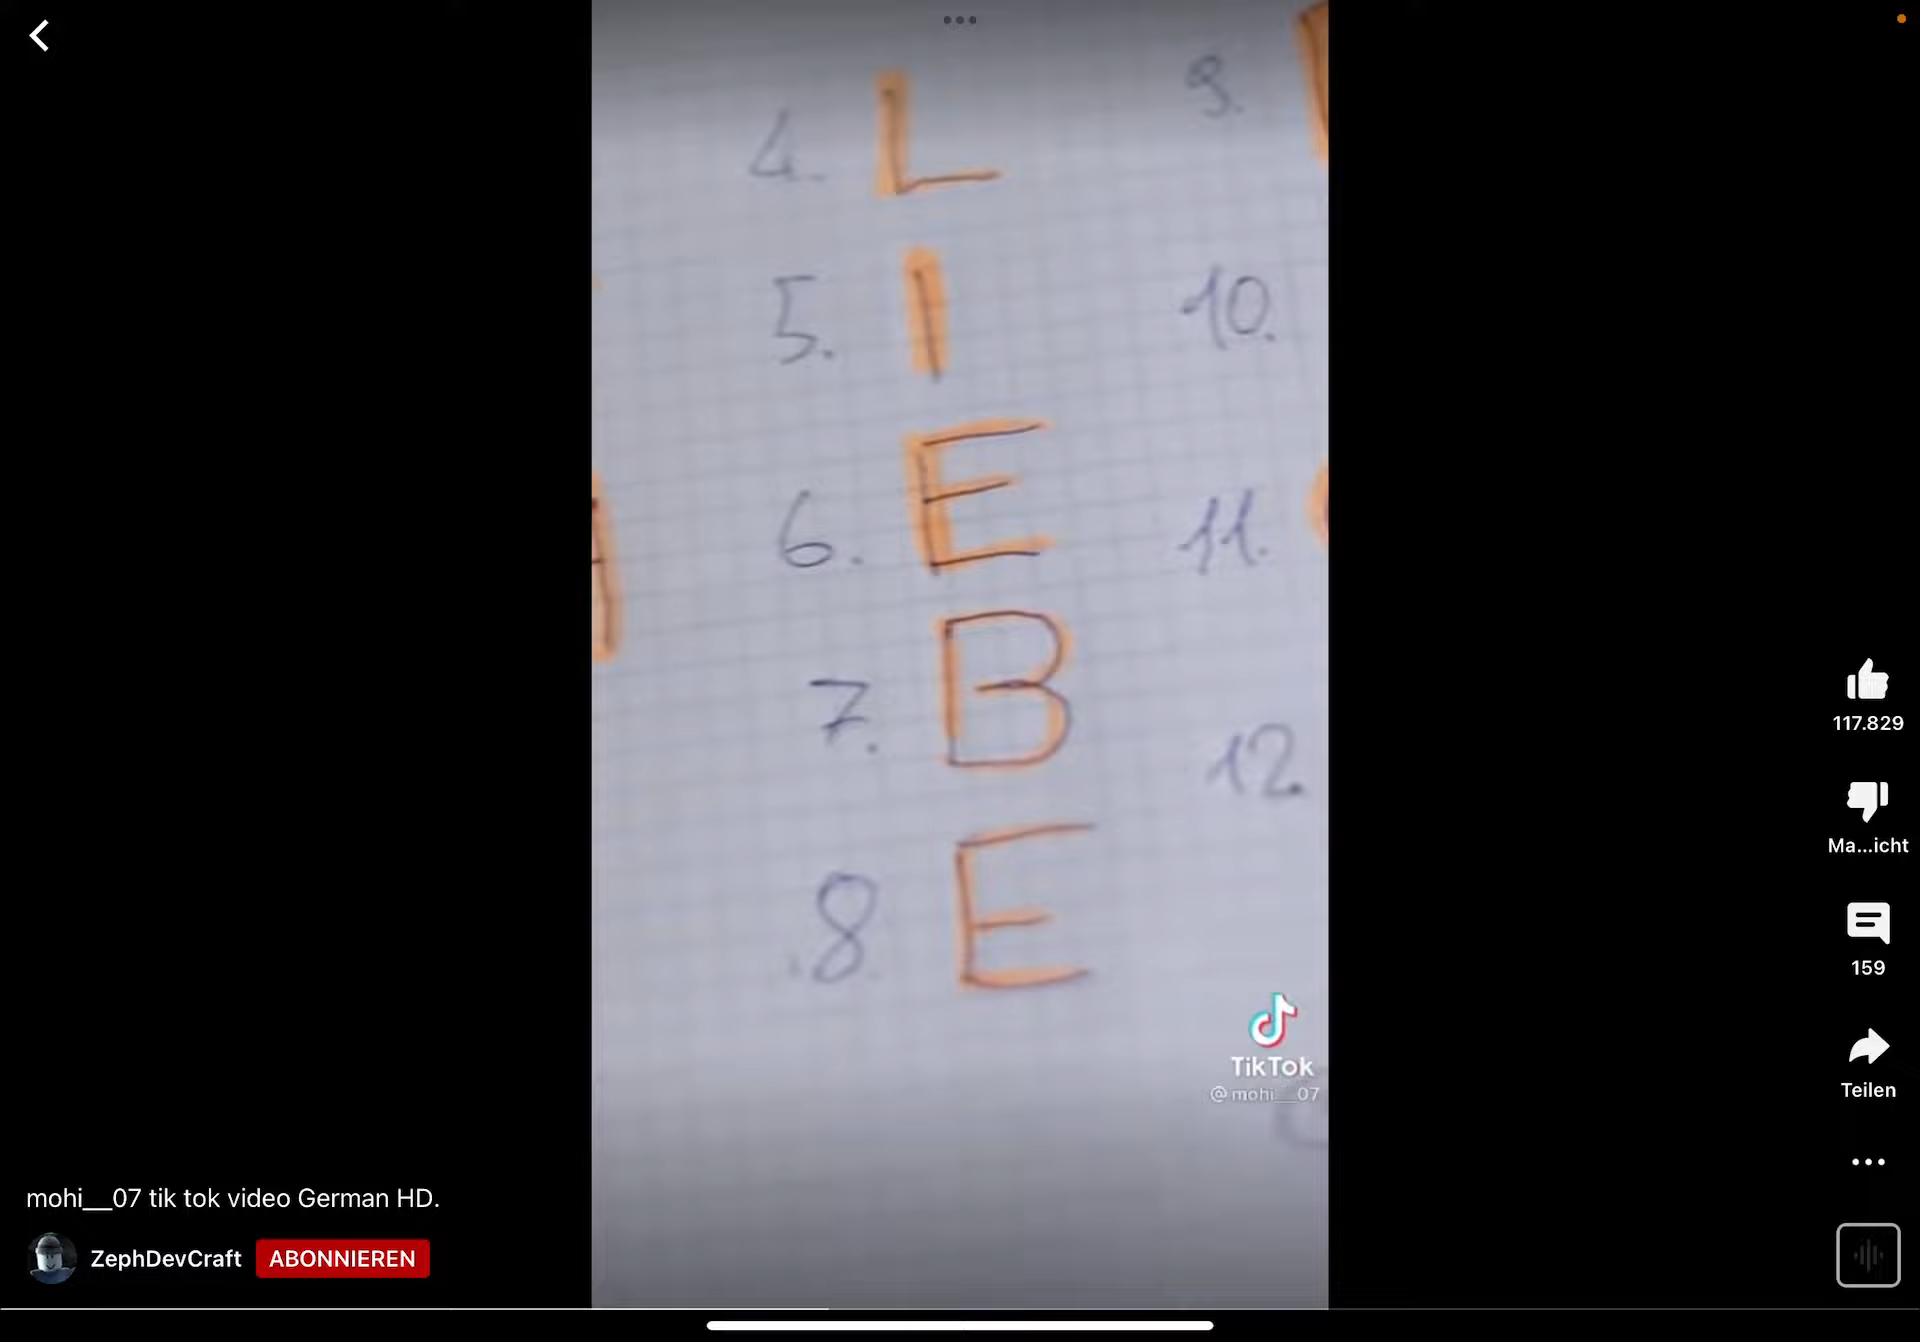 4. L
9.
5. I
10.
6. E
11.
7. B
12.
8. E
TikTok
@mohi__07
117.829
Ma...icht
159
Teilen
mohi__07 tik tok video German HD.
ZephDevCraft
ABONNIEREN